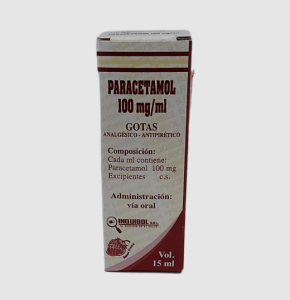 PARACETAMOL
100 mg/ml
GOTAS
ANALGÉSICO - ANTIPIRÉTICO
Composición:
Cada ml contiene:
Paracetamol 100 mg
Excipientes c.s.
Administración:
vía oral
Vol.
15 ml